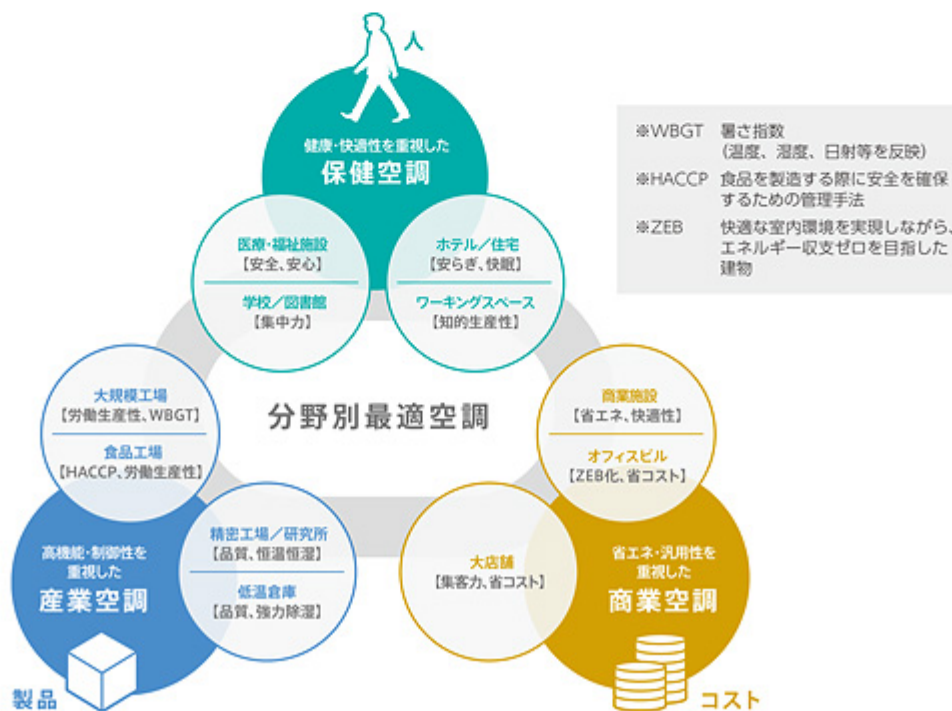 人
健康・快適性を重視した
保健空調
医療・福祉施設
【安全、安心】
学校/図書館
【集中力】
ホテル/住宅
【安らぎ、快眠】
ワーキングスペース
【知的生産性】
※WBGT 暑さ指数
(温度、湿度、日射等を反映)
※HACCP 食品を製造する際に安全を確保
するための管理手法
※ZEB 快適な室内環境を実現しながら、
エネルギー収支ゼロを目指した
建物
分野別最適空調
大規模工場
【労働生産性、WBGT】
食品工場
【HACCP、労働生産性】
精密工場/研究所
【品質、恒温恒湿】
低温倉庫
【品質、強力除湿】
高機能・制御性を
重視した
産業空調
製品
商業施設
【省エネ、快適性】
オフィスビル
【ZEB化、省コスト】
大店舗
【集客力、省コスト】
省エネ・汎用性を
重視した
商業空調
コスト